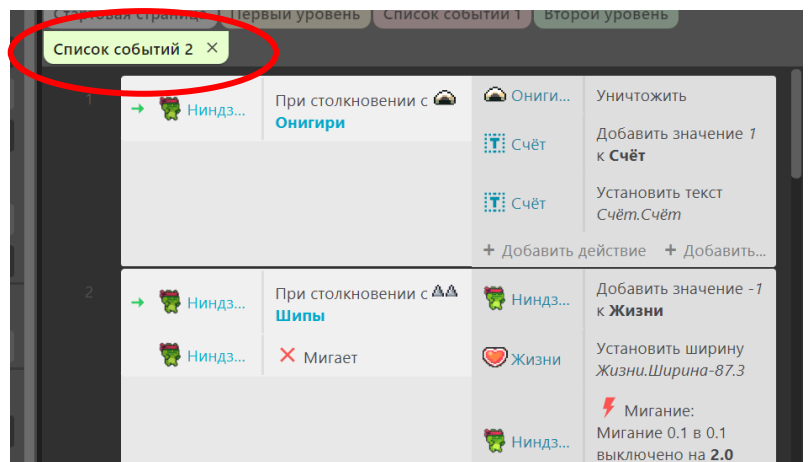 Стартовая страница Первый уровень Список событий 1 Второй уровень
Список событий 2 ×
1
Ниндз...
При столкновении с
Онигири
Ониги...
Уничтожить
Счёт
Добавить значение 1
к Счёт
Счёт
Установить текст
Счёт.Счёт
+ Добавить действие + Добавить...
2
Ниндз...
При столкновении с
Шипы
Ниндз...
Добавить значение -1
к Жизни
Ниндз...
Мигает
Жизни
Установить ширину
Жизни.Ширина-87.3
Ниндз...
Мигание:
Мигание 0.1 в 0.1
выключено на 2.0